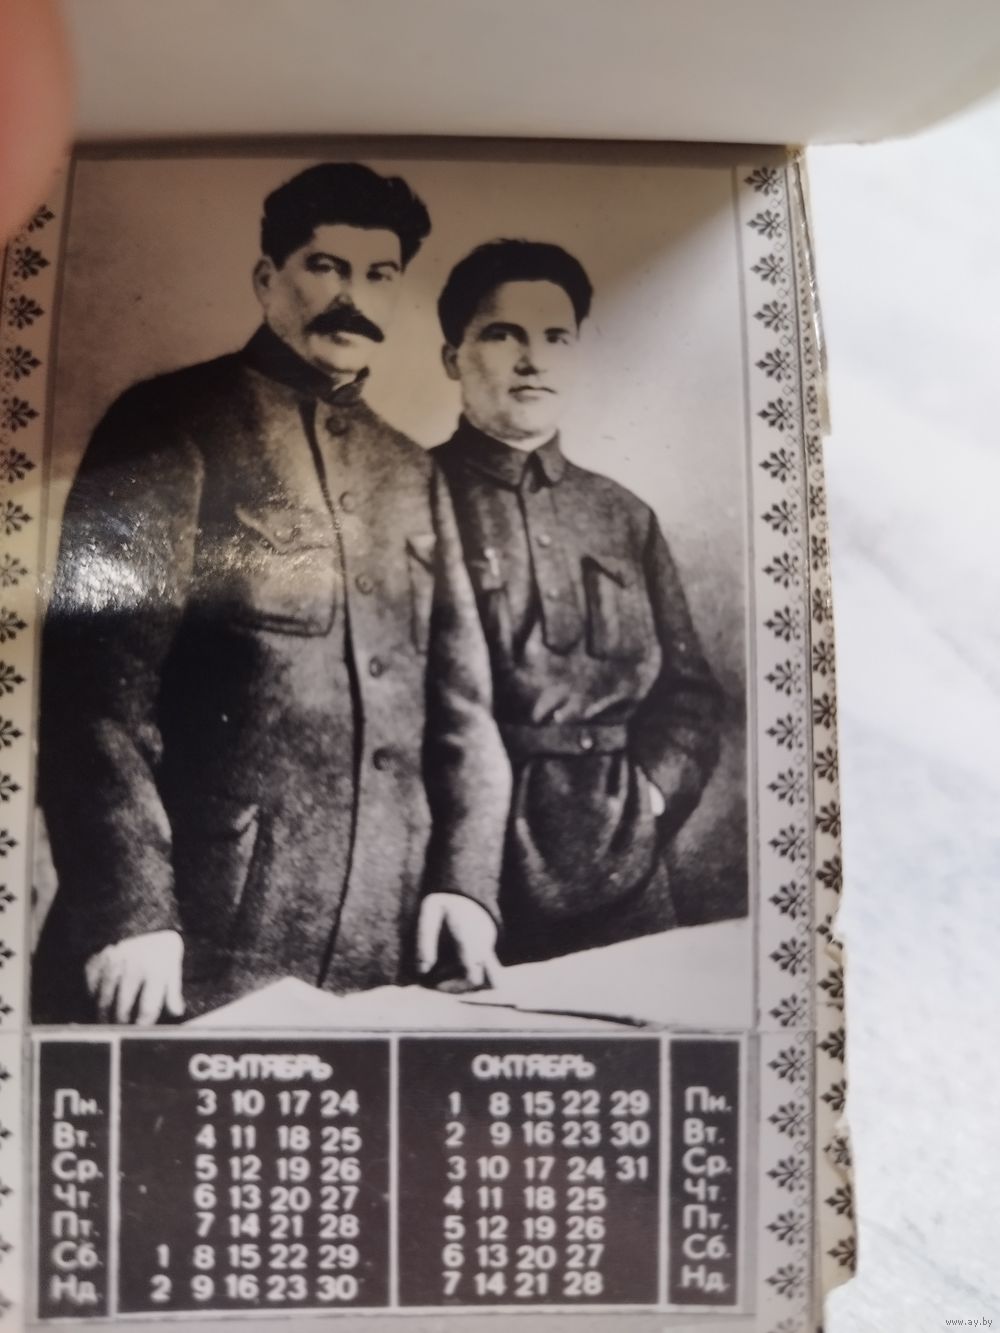 СЕНТЯБРЬ ОКТЯБРЬ
Пн. 3 10 17 24 1 8 15 22 29 Пн.
Вт. 4 11 18 25 2 9 16 23 30 Вт.
Ср. 5 12 19 26 3 10 17 24 31 Ср.
Чт. 6 13 20 27 4 11 18 25 Чт.
Пт. 7 14 21 28 5 12 19 26 Пт.
Сб. 1 8 15 22 29 6 13 20 27 Сб.
Нд. 2 9 16 23 30 7 14 21 28 Нд.
www.ay.by